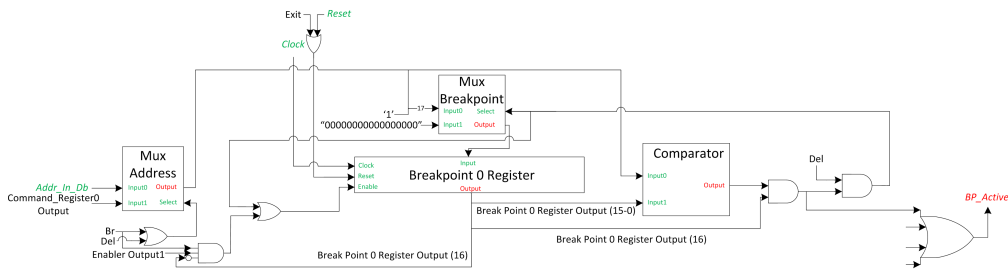 Exit
Reset
Clock
Mux
Breakpoint
17
Input0
Select
'1'
"00000000000000000"
Input1
Output
Mux
Address
Addr_In_Db
Input0
Output
Command_Register0
Output
Input1
Select
Clock
Input
Reset
Breakpoint 0 Register
Enable
Output
Comparator
Input0
Output
Input1
Del
BP_Active
Break Point 0 Register Output (15-0)
Br
Del
Enabler Output1
Break Point 0 Register Output (16)
Break Point 0 Register Output (16)